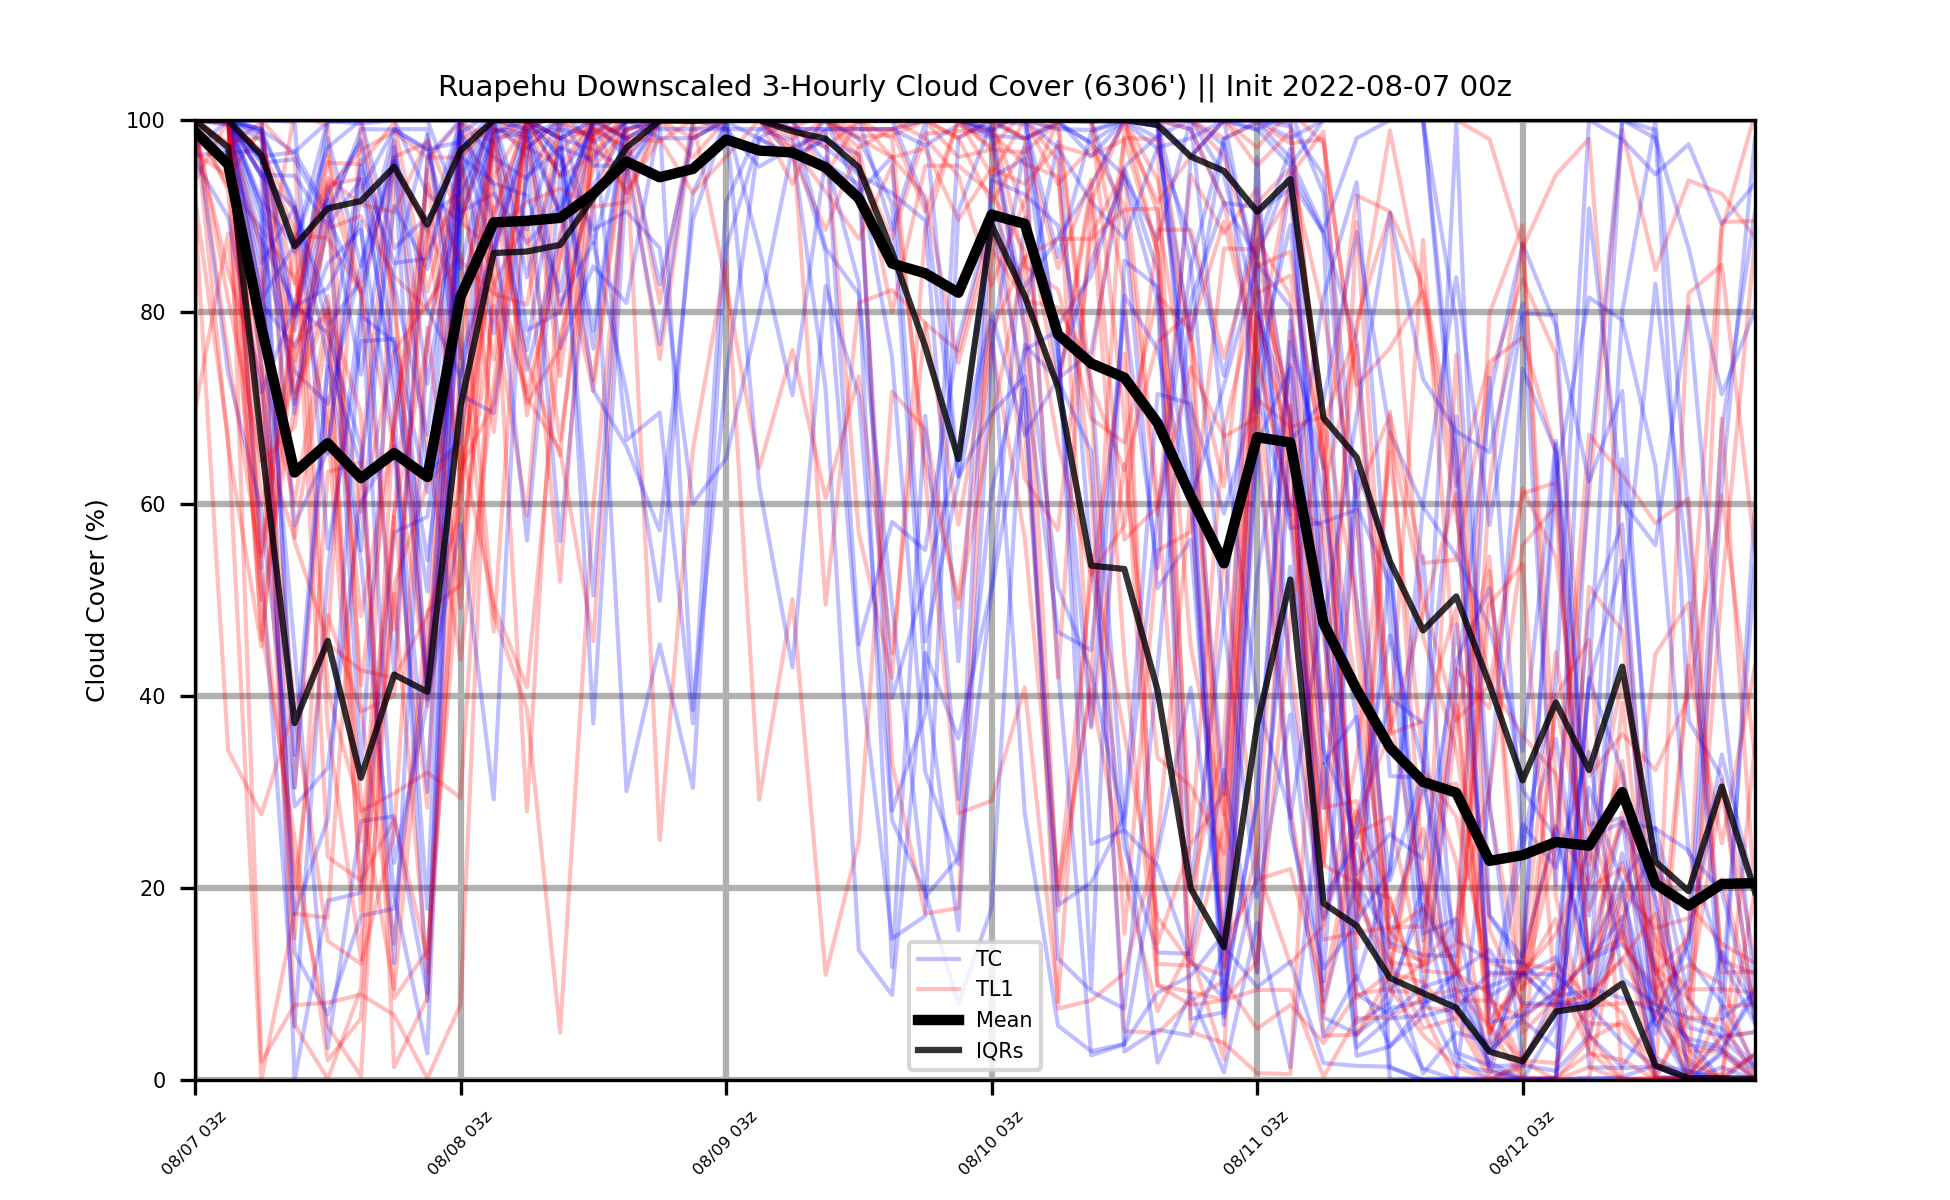 Ruapehu Downscaled 3-Hourly Cloud Cover (6306') || Init 2022-08-07 00z
100
80
60
40
20
0
Cloud Cover (%)
TC
TL1
Mean
IQRs
08/07 03z
08/08 03z
08/09 03z
08/10 03z
08/11 03z
08/12 03z